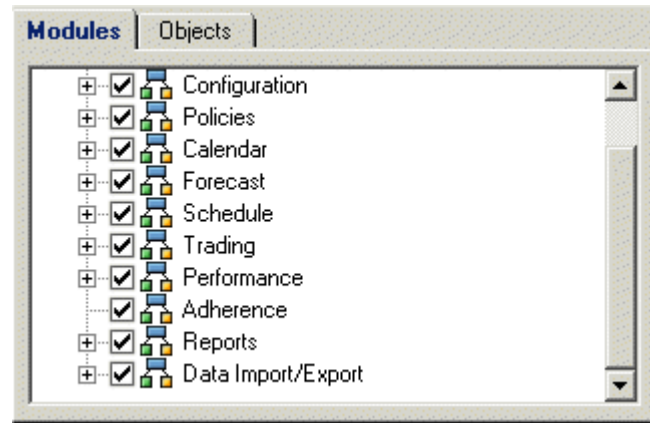 Modules Objects
Configuration
Policies
Calendar
Forecast
Schedule
Trading
Performance
Adherence
Reports
Data Import/Export